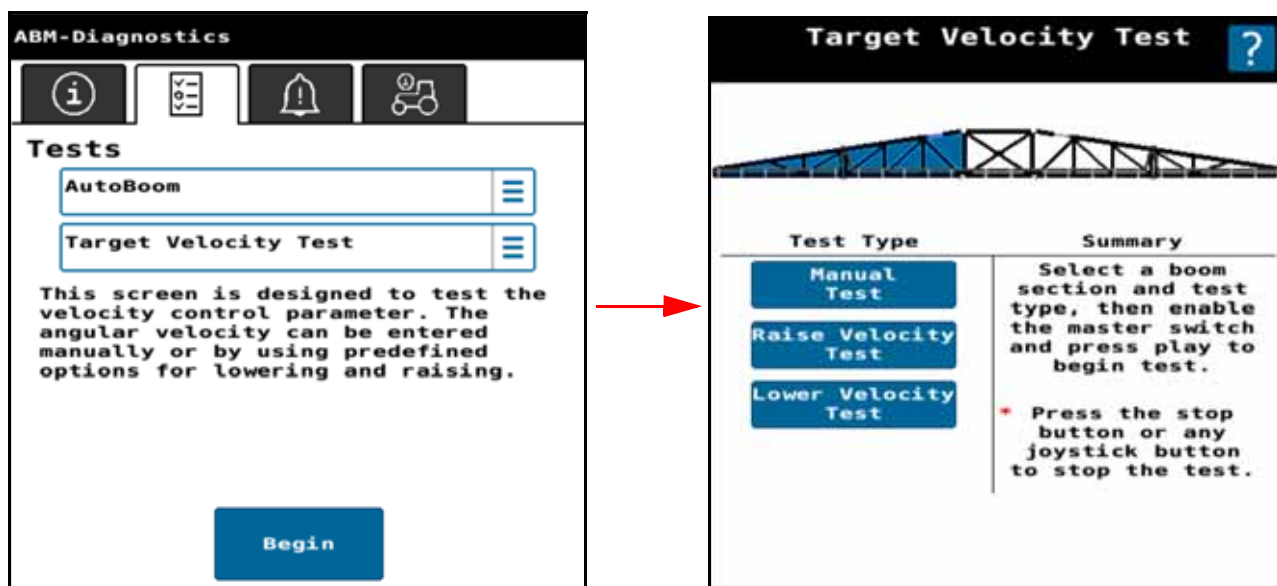 ABM-Diagnostics
Tests
AutoBoom
Target Velocity Test
This screen is designed to test the
velocity control parameter. The
angular velocity can be entered
manually or by using predefined
options for lowering and raising.
Begin
Target Velocity Test
?
Test Type
Manual
Test
Raise Velocity
Test
Lower Velocity
Test
Summary
Select a boom
section and test
type, then enable
the master switch
and press play to
begin test.
* Press the stop
button or any
joystick button
to stop the test.